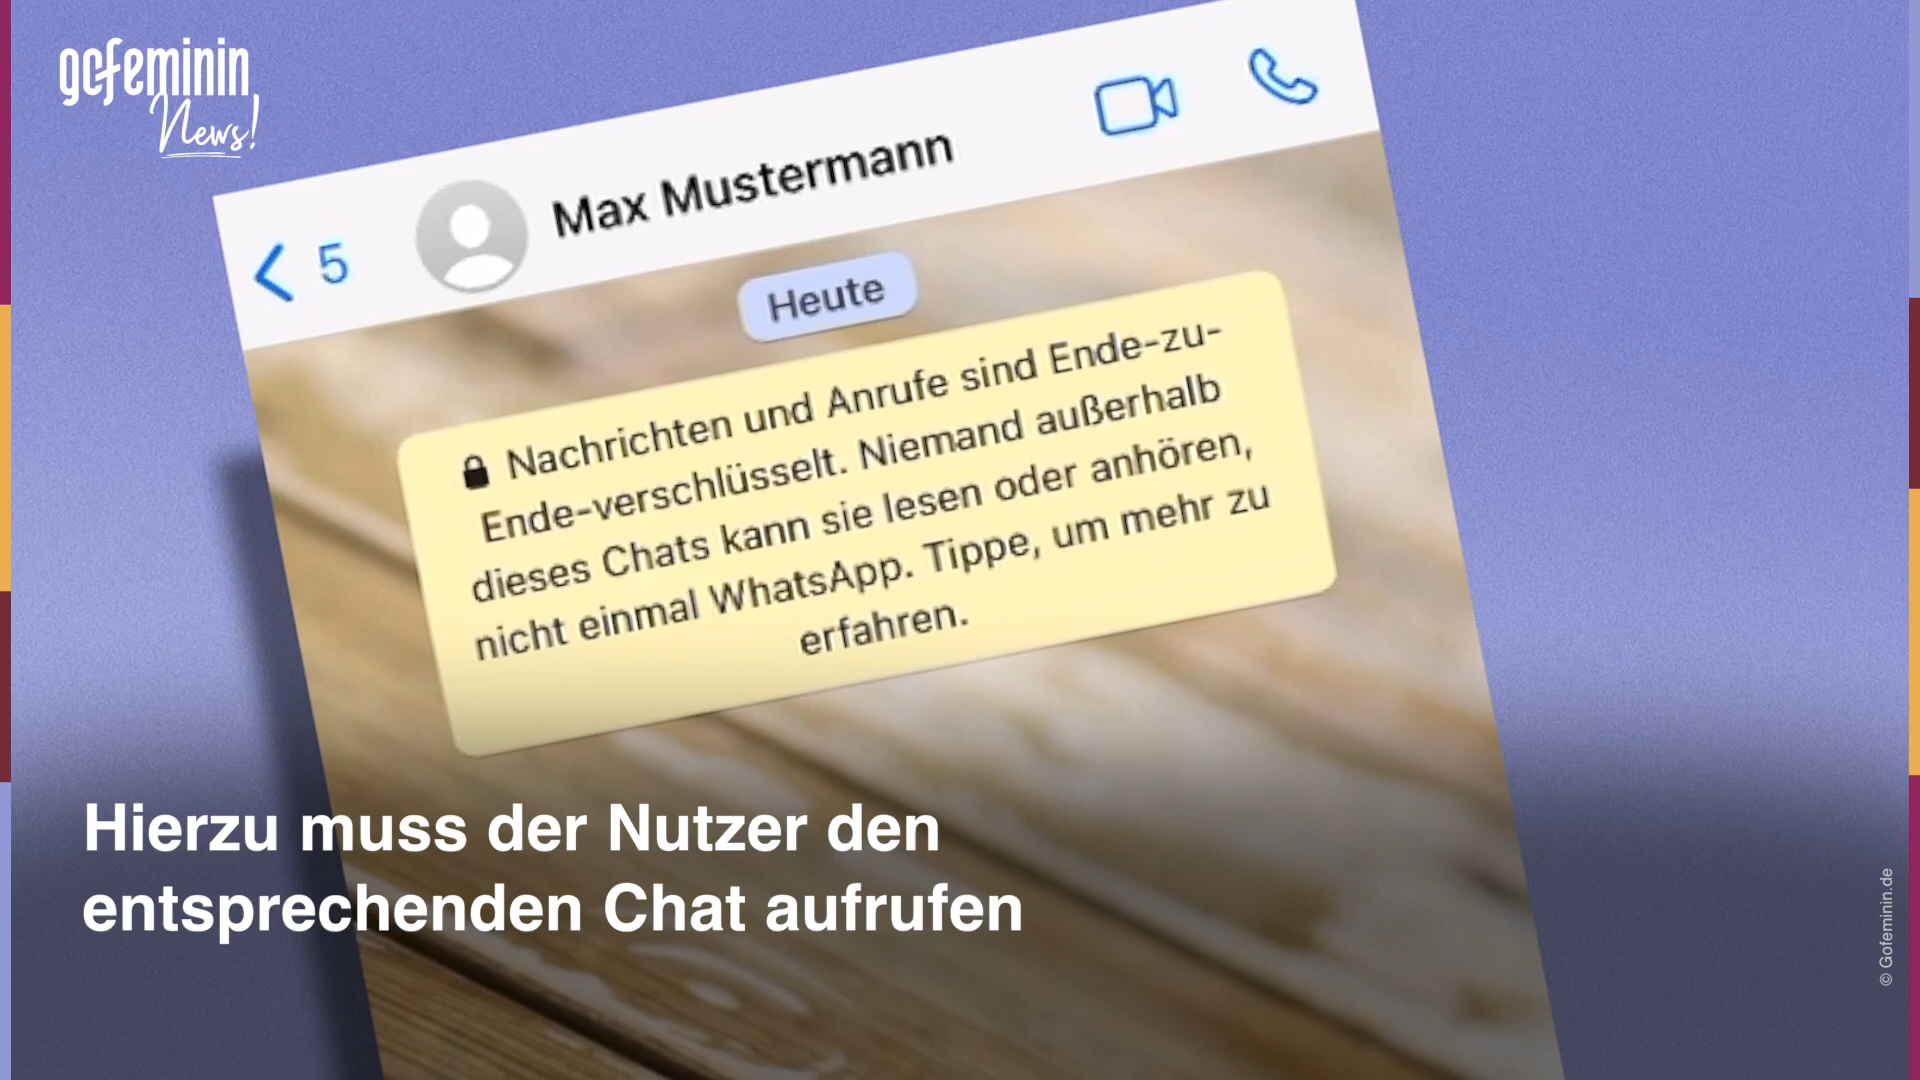 gofeminin
News!
5
Max Mustermann
Heute
Nachrichten und Anrufe sind Ende-zu-
Ende-verschlüsselt. Niemand außerhalb
dieses Chats kann sie lesen oder anhören,
nicht einmal WhatsApp. Tippe, um mehr zu
erfahren.
Hierzu muss der Nutzer den
entsprechenden Chat aufrufen
© Gofeminin.de